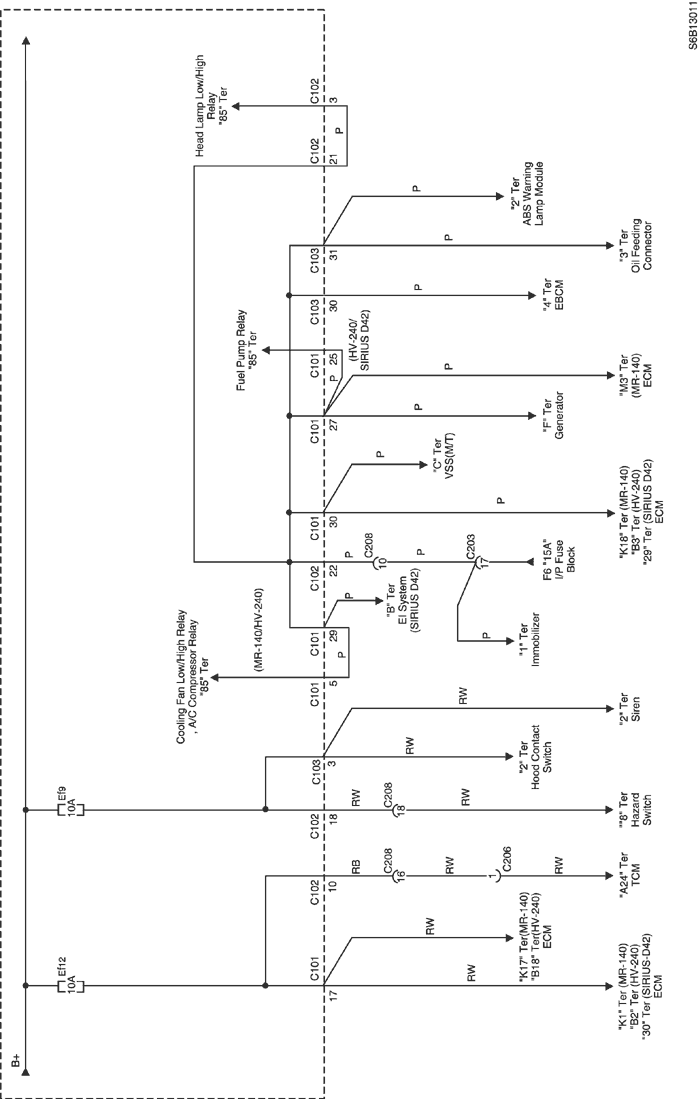 S6B13011
B+
Ef12
10A
Ef9
10A
Cooling Fan Low/High Relay
, A/C Compressor Relay
"85" Ter
(MR-140/HV-240)
Fuel Pump Relay
"85" Ter
(HV-240/
SIRIUS D42)
Head Lamp Low/High
Relay
"85" Ter
C101
17
C102
10
C102
18
C103
3
C101
5
C101
29
C102
22
C101
30
C101
27
C101
25
C103
30
C103
31
C102
21
C102
3
RW
RW
RB
C208
16
RW
1
C206
RW
RW
C208
18
RW
RW
RW
P
P
P
C208
10
P
C203
17
P
P
P
P
P
P
P
P
P
P
"K1" Ter (MR-140)
"B2" Ter (HV-240)
"30" Ter (SIRIUS-D42)
ECM
"K17" Ter(MR-140)
"B18" Ter(HV-240)
ECM
"A24" Ter
TCM
""8" Ter
Hazard
Switch
"2" Ter
Hood Contact
Switch
"2" Ter
Siren
"B" Ter
EI System
(SIRIUS D42)
"1" Ter
Immobilizer
F6 "15A"
I/P Fuse
Block
"K18" Ter (MR-140)
"B3" Ter (HV-240)
"29" Ter (SIRIUS D42)
ECM
"C" Ter
VSS(M/T)
"F" Ter
Generator
"M3" Ter
(MR-140)
ECM
"4" Ter
EBCM
"3" Ter
Oil Feeding
Connector
"2" Ter
ABS Warning
Lamp Module